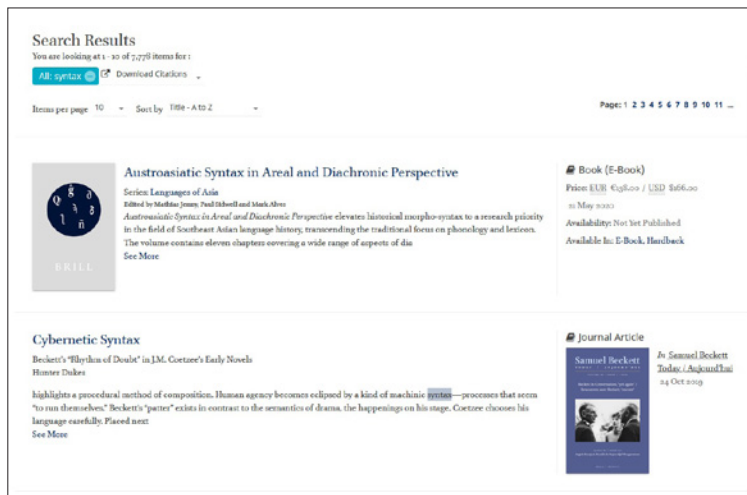 Search Results
You are looking at 1 - 10 of 7,776 items for :
All: syntax
Download Citations
Items per page 10 Sort by Title - A to Z
Page: 1 2 3 4 5 6 7 8 9 10 11 ...
Austroasiatic Syntax in Areal and Diachronic Perspective
Series: Languages of Asia
Edited by Mathias Jenny, Paul Sidwell and Mark Alves
Austroasiatic Syntax in Areal and Diachronic Perspective elevates historical morpho-syntax to a research priority
in the field of Southeast Asian language history, transcending the traditional focus on phonology and lexicon.
The volume contains eleven chapters covering a wide range of aspects of dia
See More
BRILL
Book (E-Book)
Price: EUR €138.00 / USD $166.00
21 May 2020
Availability: Not Yet Published
Available In: E-Book, Hardback
Cybernetic Syntax
Beckett's “Rhythm of Doubt” in J.M. Coetzee's Early Novels
Hunter Dukes
highlights a procedural method of composition. Human agency becomes eclipsed by a kind of machinic syntax—processes that seem
“to run themselves.” Beckett's “patter” exists in contrast to the semantics of drama, the happenings on his stage. Coetzee chooses his
language carefully. Placed next
See More
Journal Article
Samuel Beckett
In Samuel Beckett
Today / Aujourd'hui
24 Oct 2019